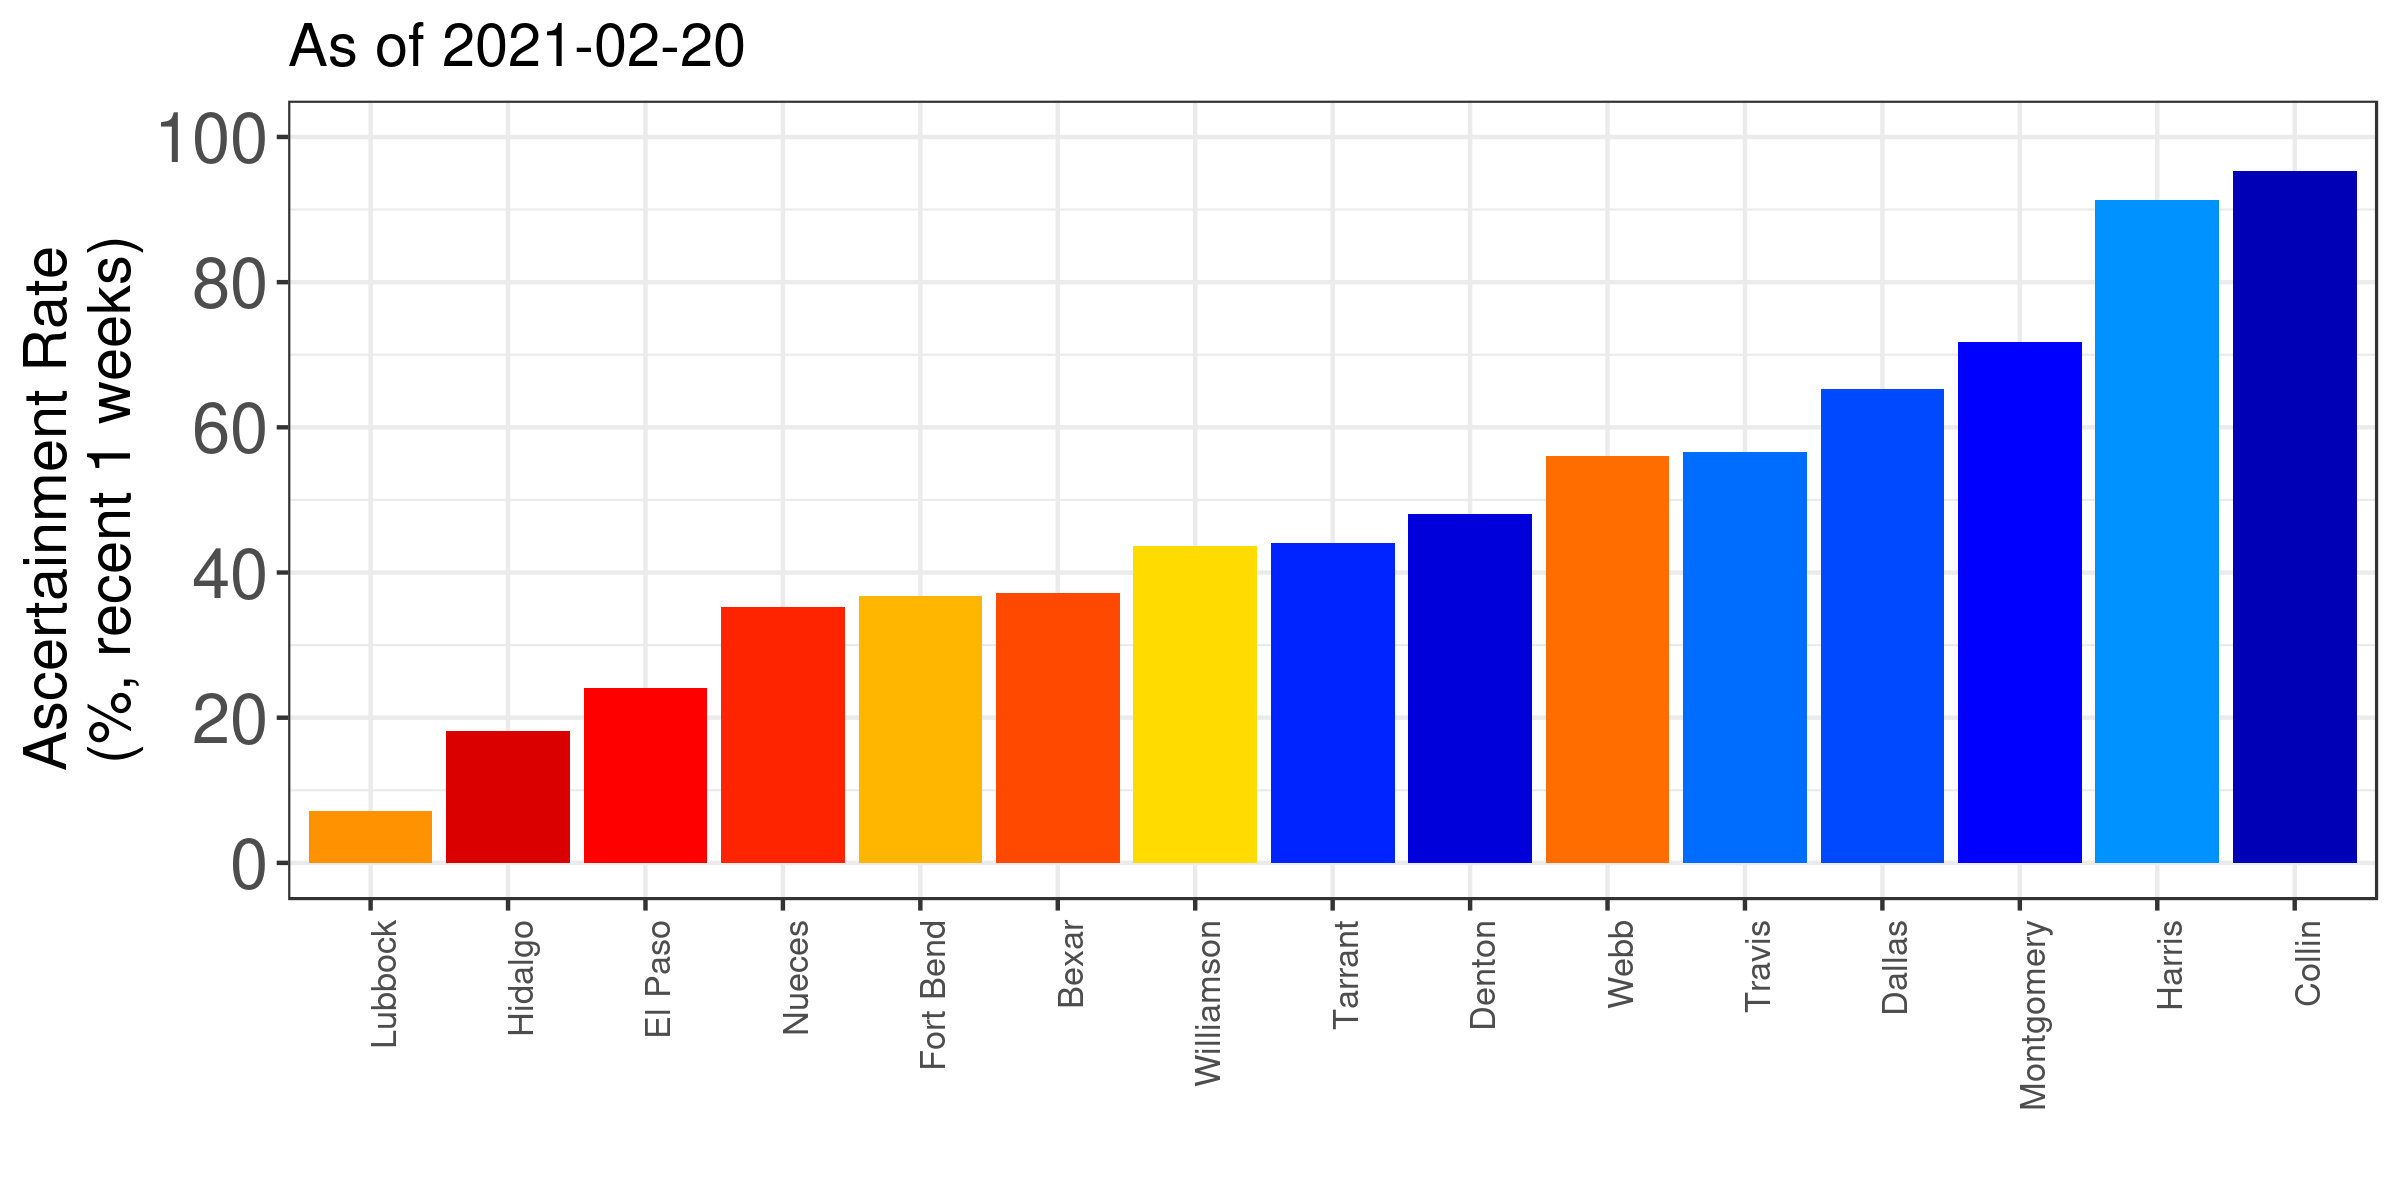 As of 2021-02-20
Ascertainment Rate
(%, recent 1 weeks)
100
80
60
40
20
0
Lubbock
Hidalgo
El Paso
Nueces
Fort Bend
Bexar
Williamson
Tarrant
Denton
Webb
Travis
Dallas
Montgomery
Harris
Collin